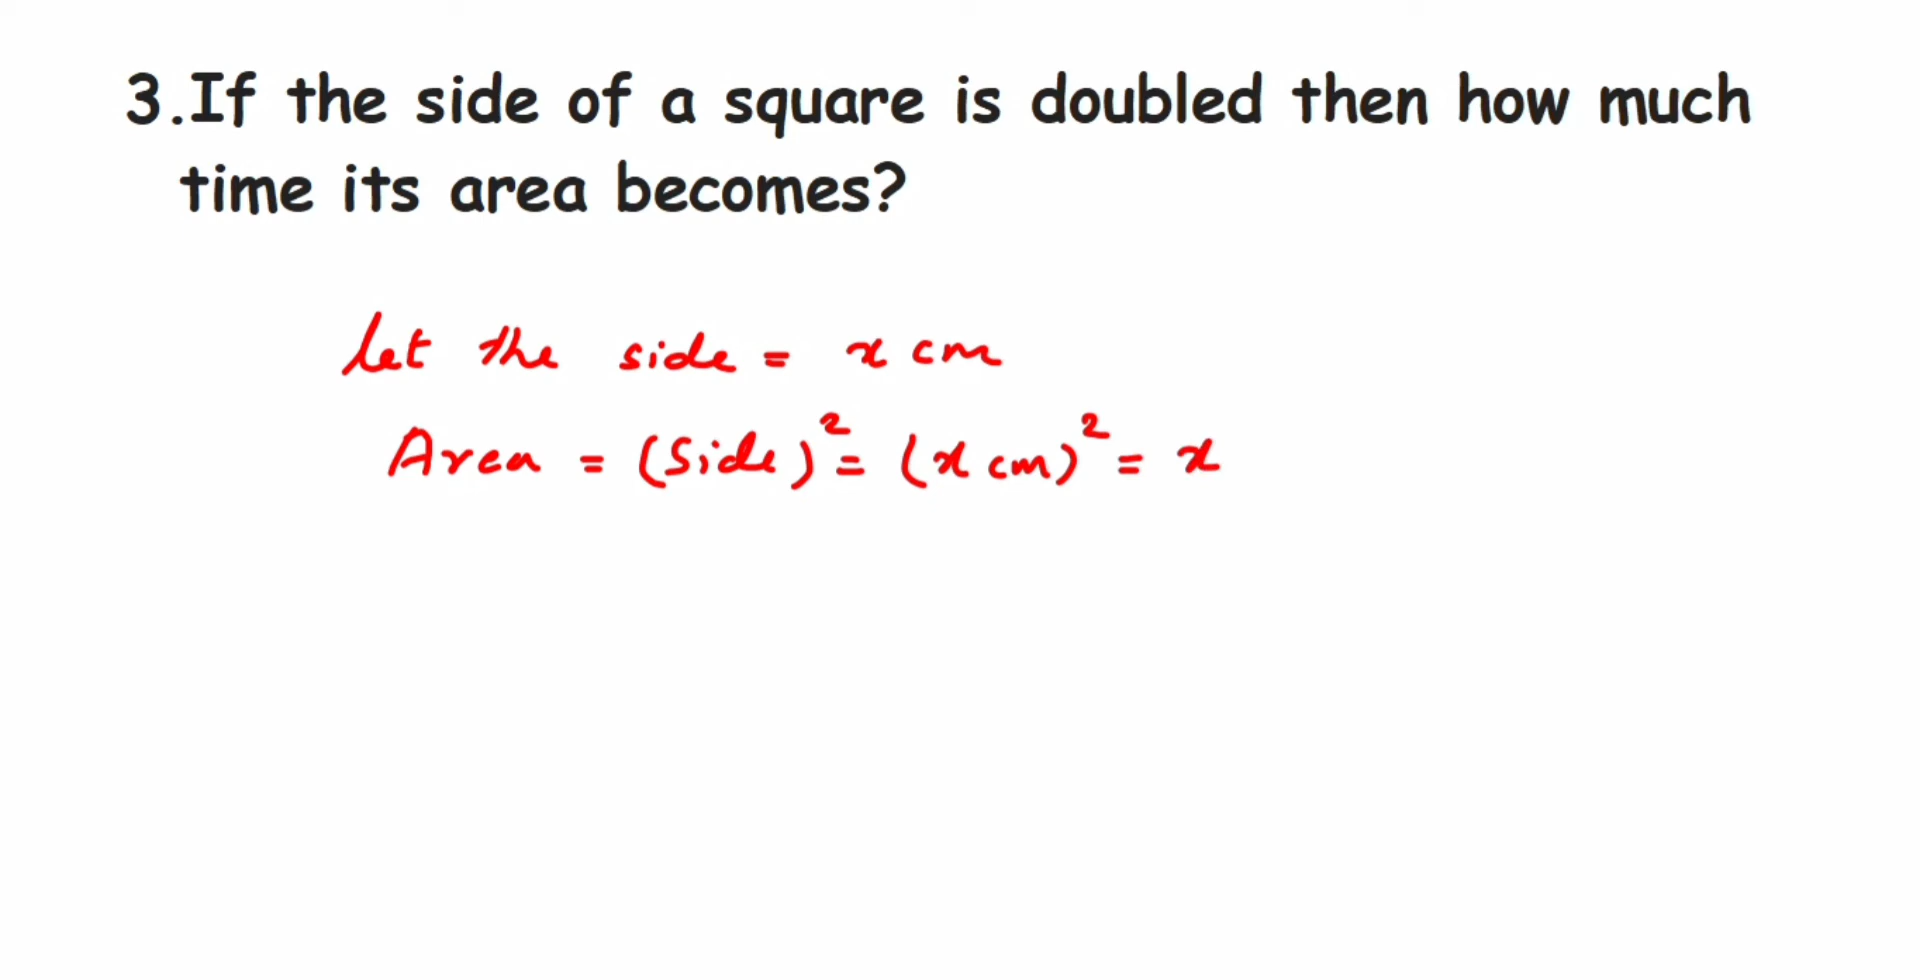 3.If the side of a square is doubled then how much
time its area becomes?
let the side = x cm
Area = (Side)² = (x cm)² = x